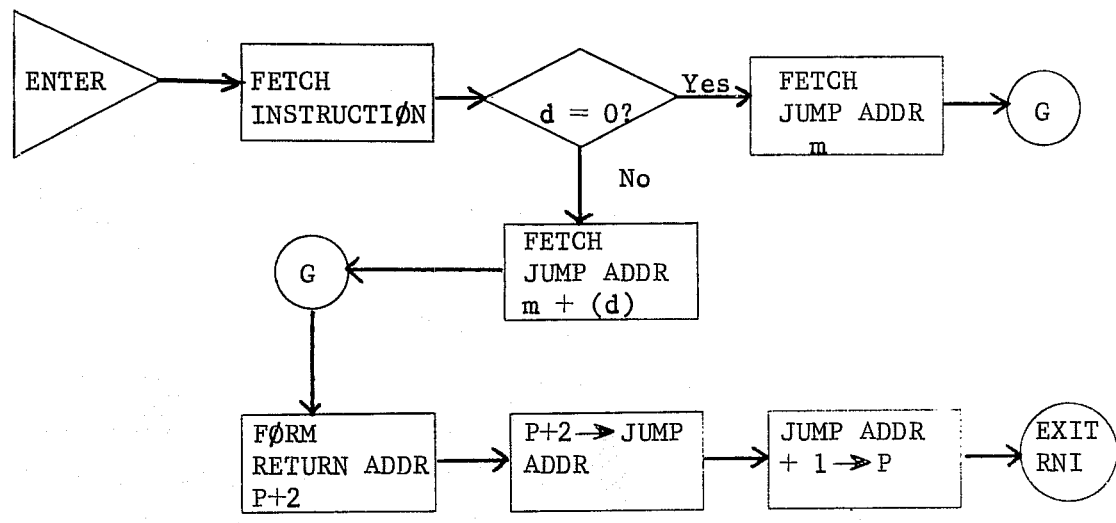 ENTER
FETCH
INSTRUCTIØN
d = 0?
Yes
FETCH
JUMP ADDR
m
G
No
FETCH
JUMP ADDR
m + (d)
G
FØRM
RETURN ADDR
P+2
P+2→JUMP
ADDR
JUMP ADDR
+ 1→P
EXIT
RNI